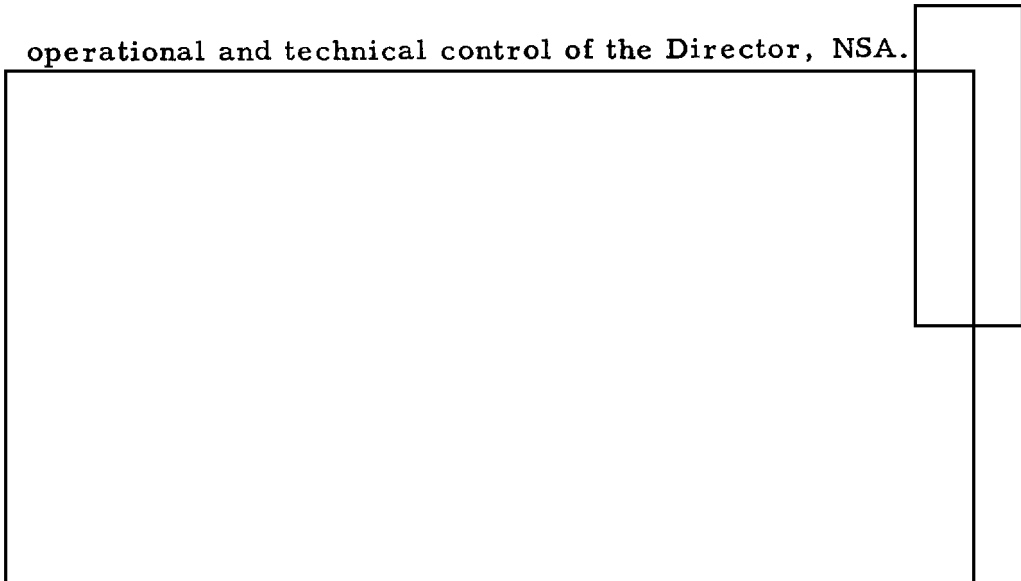 operational and technical control of the Director, NSA.